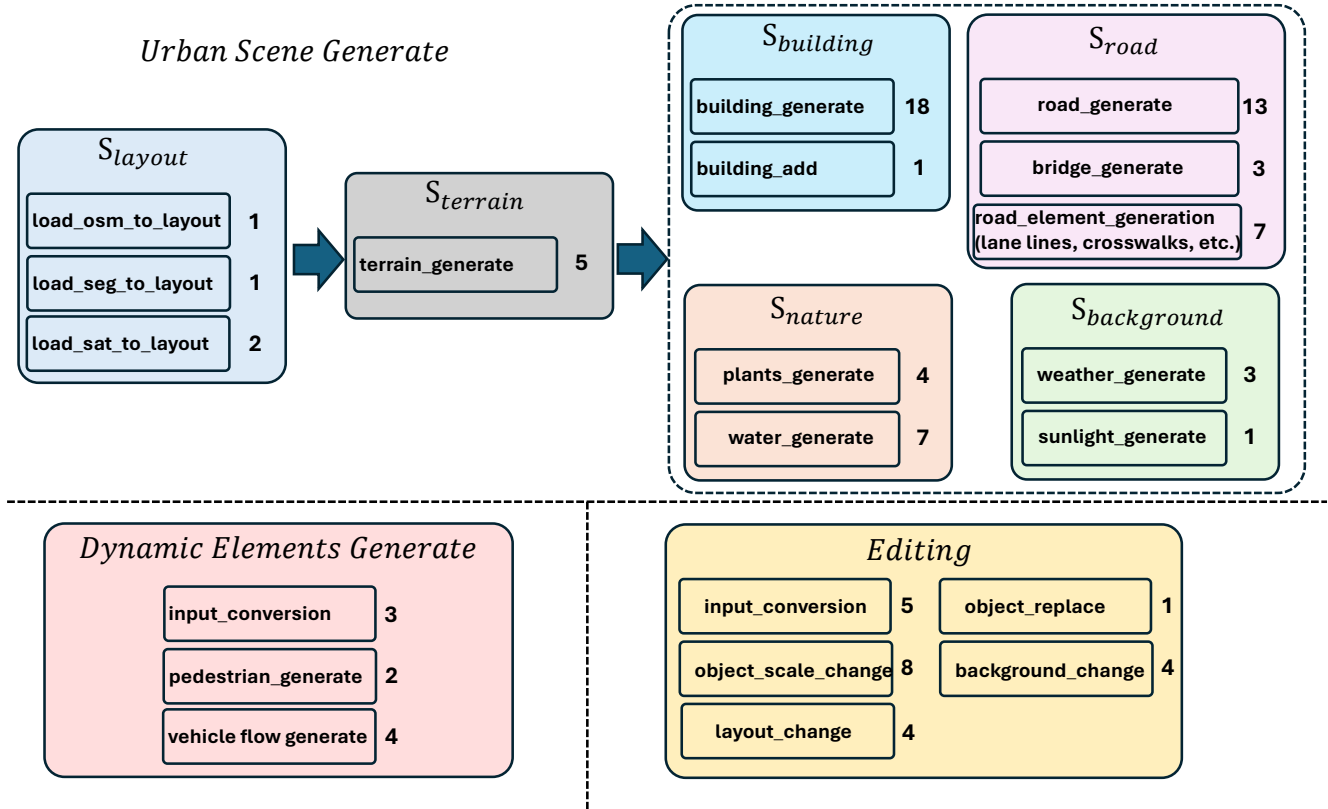 Urban Scene Generate
S_layout
load_osm_to_layout 1
load_seg_to_layout 1
load_sat_to_layout 2
S_terrain
terrain_generate 5
S_building
building_generate 18
building_add 1
S_road
road_generate 13
bridge_generate 3
road_element_generation
(lane lines, crosswalks, etc.) 7
S_nature
plants_generate 4
water_generate 7
S_background
weather_generate 3
sunlight_generate 1
Dynamic Elements Generate
input_conversion 3
pedestrian_generate 2
vehicle flow generate 4
Editing
input_conversion 5
object_replace 1
object_scale_change 8
background_change 4
layout_change 4